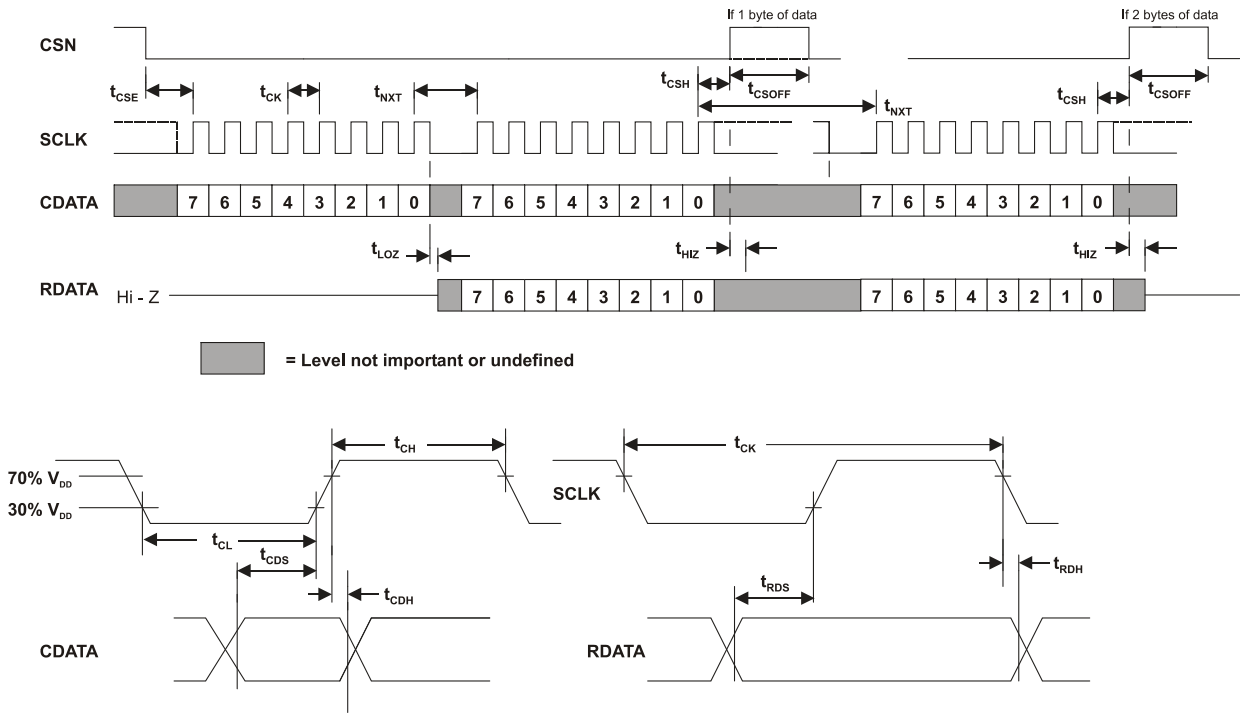 If 1 byte of data If 2 bytes of data
CSN
tCSE tCK tNXT tCSH tCSOFF tNXT tCSH tCSOFF
SCLK
CDATA 7 6 5 4 3 2 1 0 7 6 5 4 3 2 1 0 7 6 5 4 3 2 1 0
tLOZ tHIZ tHIZ
RDATA Hi - Z 7 6 5 4 3 2 1 0 7 6 5 4 3 2 1 0
= Level not important or undefined
tCH tCK
70% VDD
SCLK
30% VDD
tCL
tCDS
tRDS tRDH
tCDH
CDATA RDATA